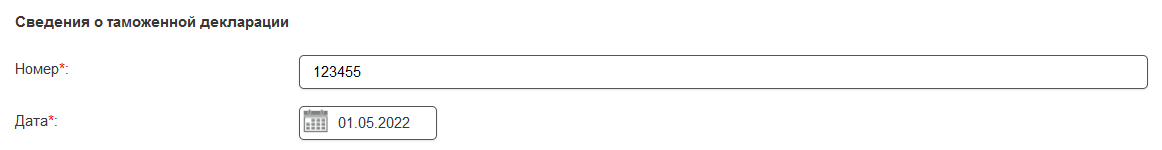 Сведения о таможенной декларации
Номер*: 123455
Дата*: 01.05.2022